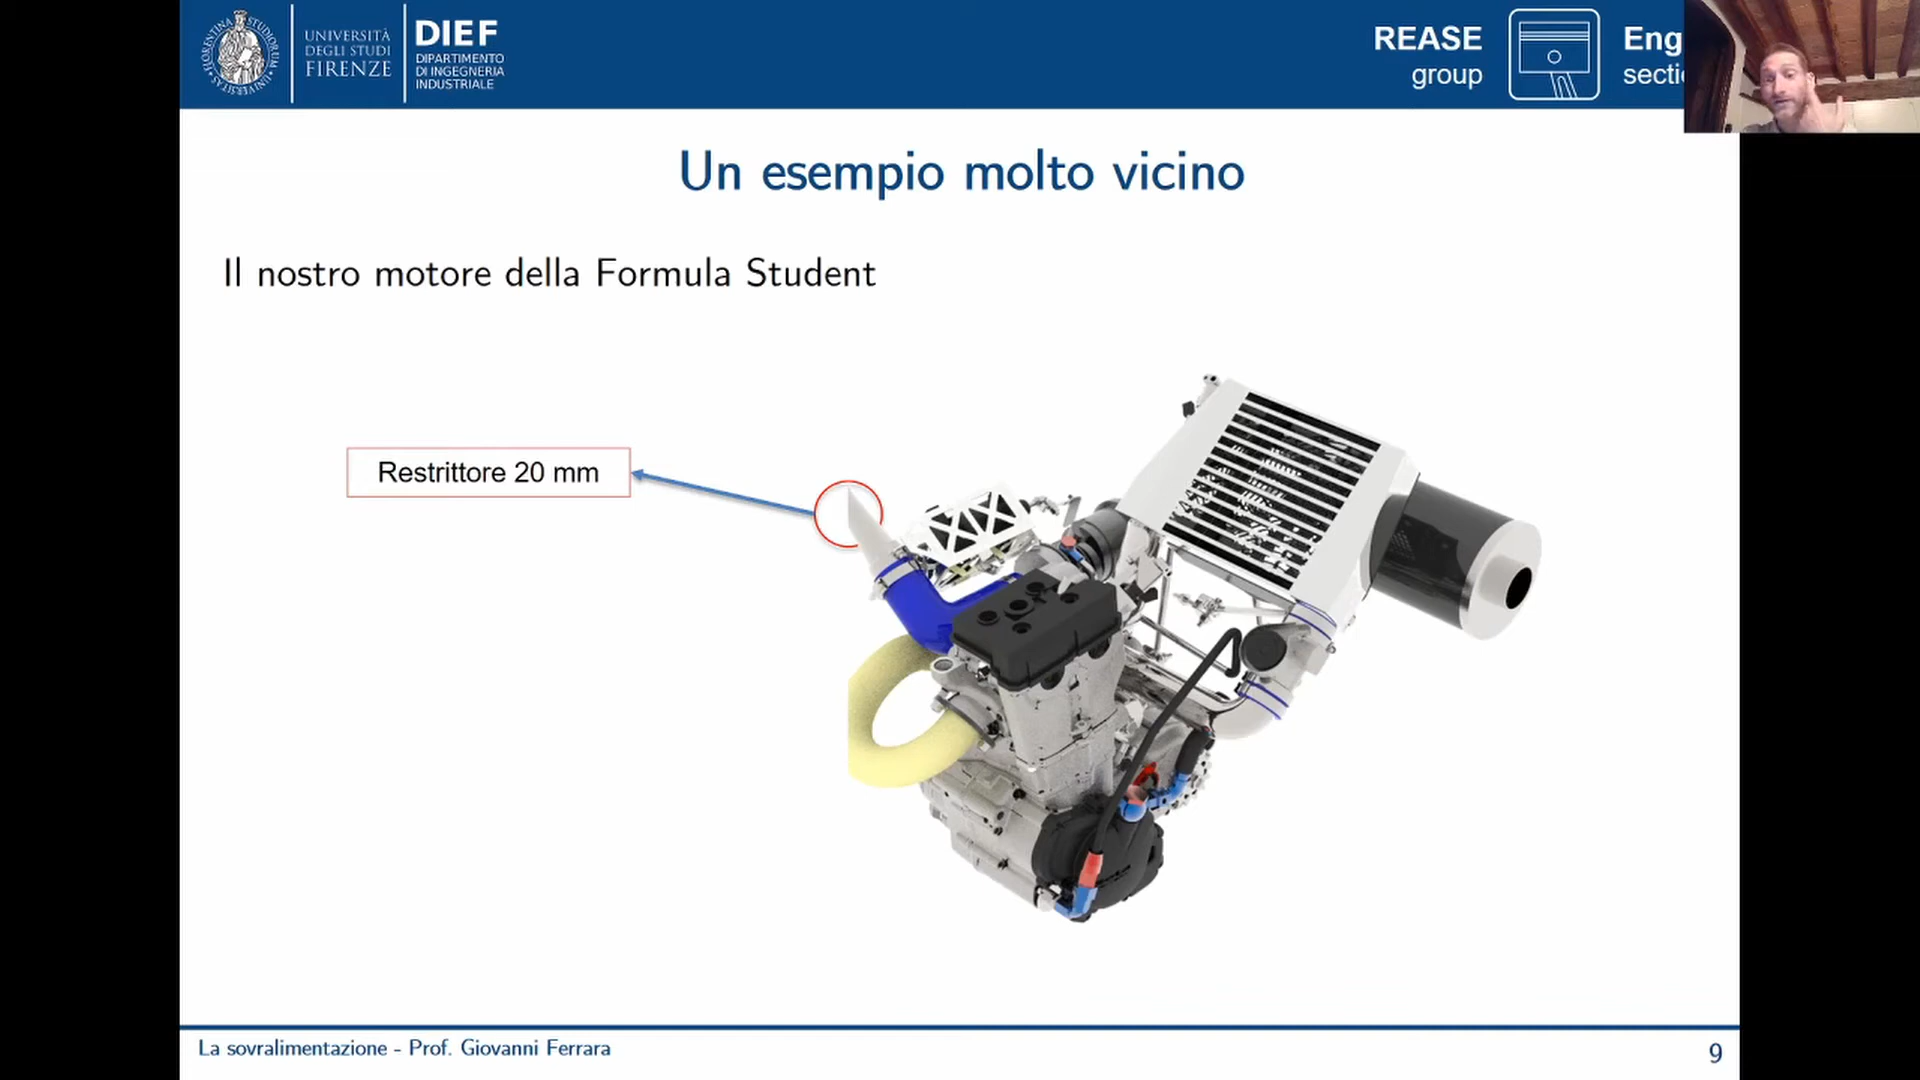 UNIVERSITÀ
DEGLI STUDI
FIRENZE
DIEF
DIPARTIMENTO
DI INGEGNERIA
INDUSTRIALE
REASE
group
Eng
secti
Un esempio molto vicino
Il nostro motore della Formula Student
Restrittore 20 mm
La sovralimentazione - Prof. Giovanni Ferrara
9